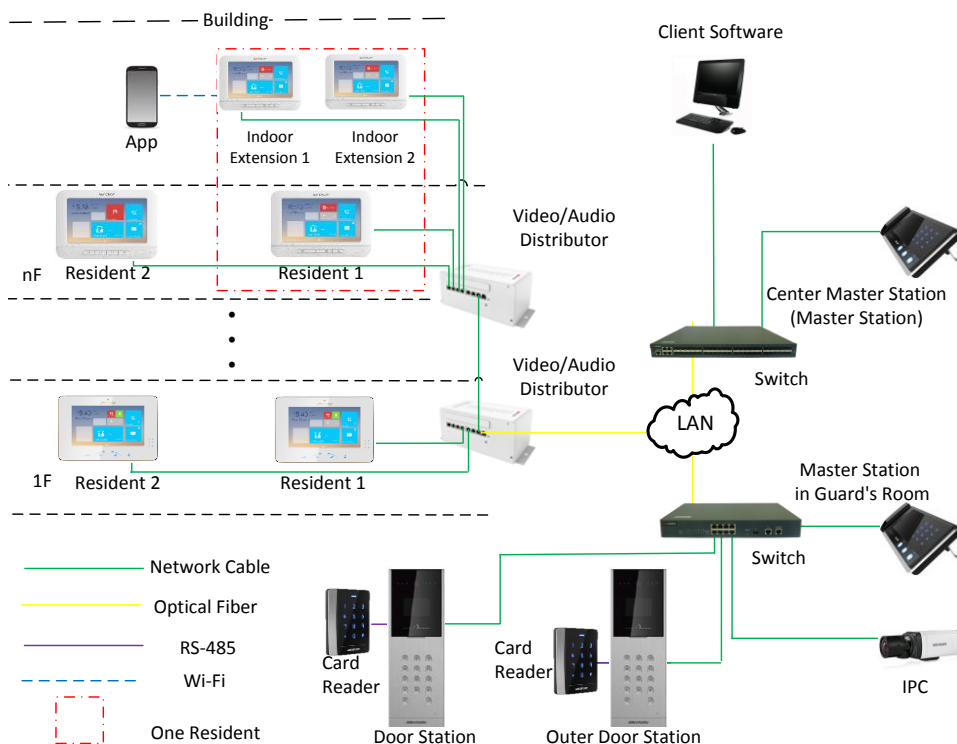 Building-
Client Software
App
Indoor
Extension 1
Indoor
Extension 2
Video/Audio
Distributor
nF
Resident 2
Resident 1
Center Master Station
(Master Station)
Switch
Video/Audio
Distributor
LAN
1F
Resident 2
Resident 1
Master Station
in Guard's Room
Switch
Network Cable
Optical Fiber
RS-485
Wi-Fi
One Resident
Card
Reader
Door Station
Card
Reader
Outer Door Station
IPC